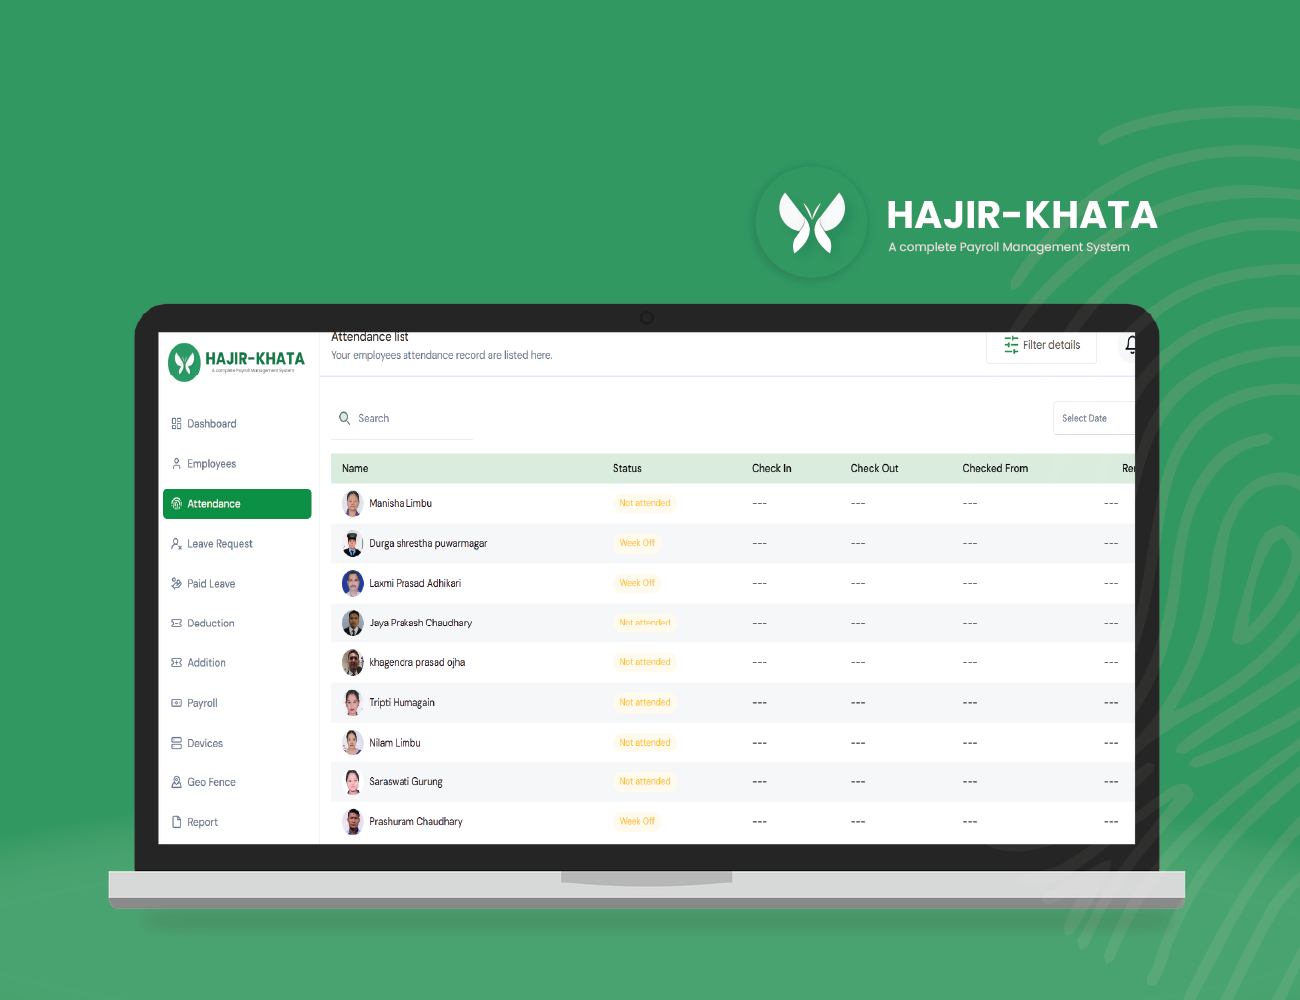 HAJIR-KHATA
A complete Payroll Management System
HAJIR-KHATA
A complete Payroll Management System
Dashboard
Employees
Attendance
Leave Request
Paid Leave
Deduction
Addition
Payroll
Devices
Geo Fence
Report
Attendance list
Your employees attendance record are listed here.
Filter details
Search
Select Date
Name Status Check In Check Out Checked From
Manisha Limbu Not attended --- --- --- ---
Durga shrestha puwarmagar Week Off --- --- --- ---
Laxmi Prasad Adhikari Week Off --- --- --- ---
Jaya Prakash Chaudhary Not attended --- --- --- ---
khagendra prasad ojha Not attended --- --- --- ---
Tripti Humagain Not attended --- --- --- ---
Nilam Limbu Not attended --- --- --- ---
Saraswati Gurung Not attended --- --- --- ---
Prashuram Chaudhary Week Off --- --- --- ---